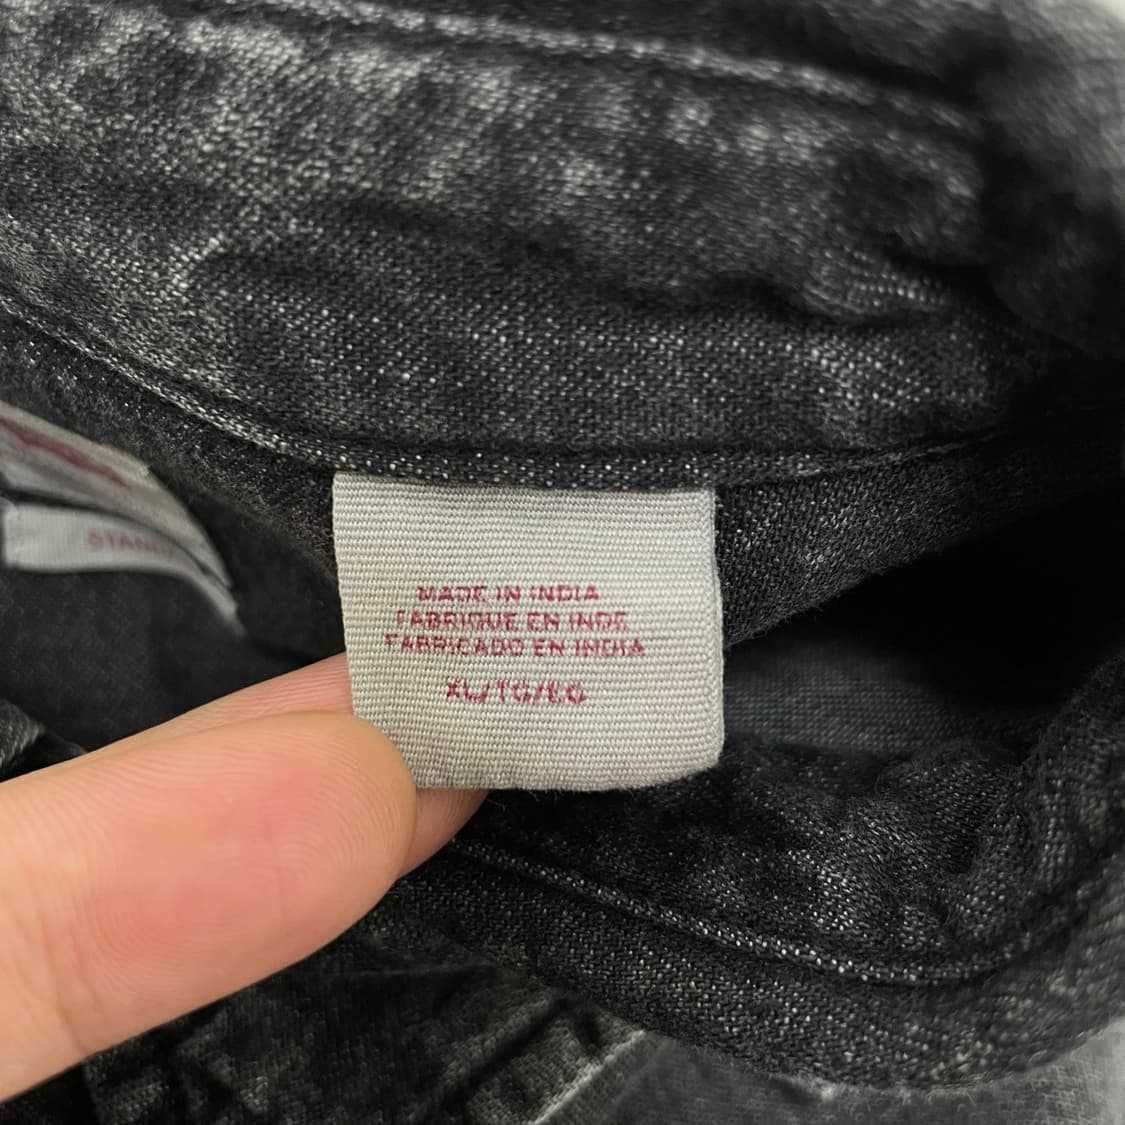 MADE IN INDIA
FABRIQUE EN INDE
FABRICADO EN INDIA
XL/TG/EG